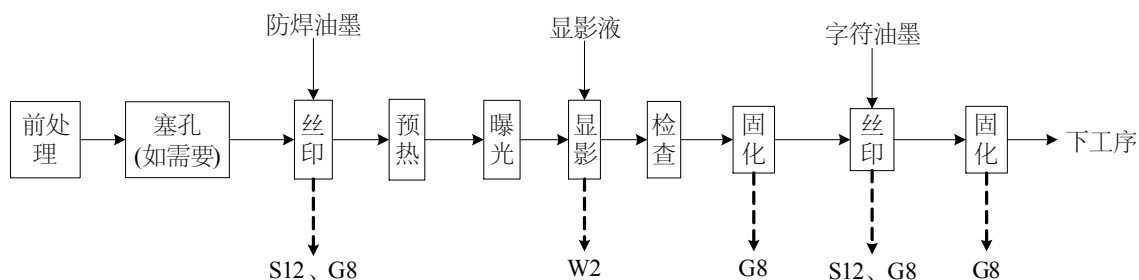 防焊油墨
显影液
字符油墨
前处
理
塞孔
(如需要)
丝
印
预
热
曝
光
显
影
检
查
固
化
丝
印
固
化
下工序
S12、G8
W2
G8
S12、G8
G8